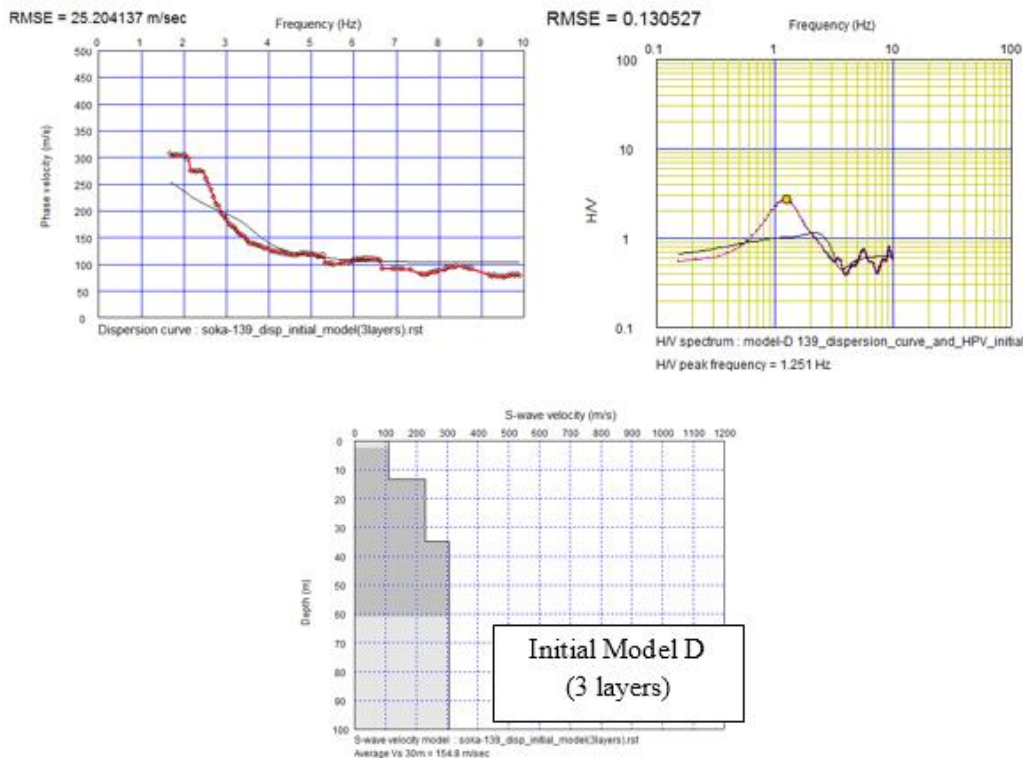 RMSE = 25.204137 m/sec
Frequency (Hz)
0 1 2 3 4 5 6 7 8 9 10
500
450
400
350
300
250
200
150
100
50
0
Phase velocity (m/s)
Dispersion curve : soka-139_disp_initial_model(3layers).rst
RMSE = 0.130527
Frequency (Hz)
0.1 1 10 100
100
10
1
0.1
H/V
H/V spectrum : model-D 139_dispersion_curve_and_HPV_initial
H/V peak frequency = 1.251 Hz
S-wave velocity (m/s)
0 100 200 300 400 500 600 700 800 900 1000 1100 1200
0
10
20
30
40
50
60
70
80
90
100
Depth (m)
Initial Model D
(3 layers)
S-wave velocity model : soka-139_disp_initial_model(3layers).rst
Average Vs 30m = 154.8 m/sec